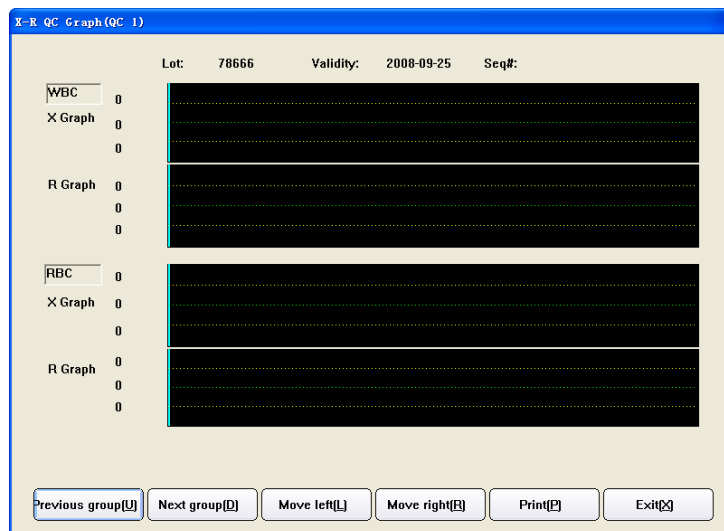 X-R QC Graph(QC 1)
Lot: 78666 Validity: 2008-09-25 Seq#:
WBC 0
X Graph 0
0
R Graph 0
0
0
RBC 0
X Graph 0
0
0
R Graph
0
0
Previous group[U] Next group[D] Move left[L] Move right[R] Print[P] Exit[X]